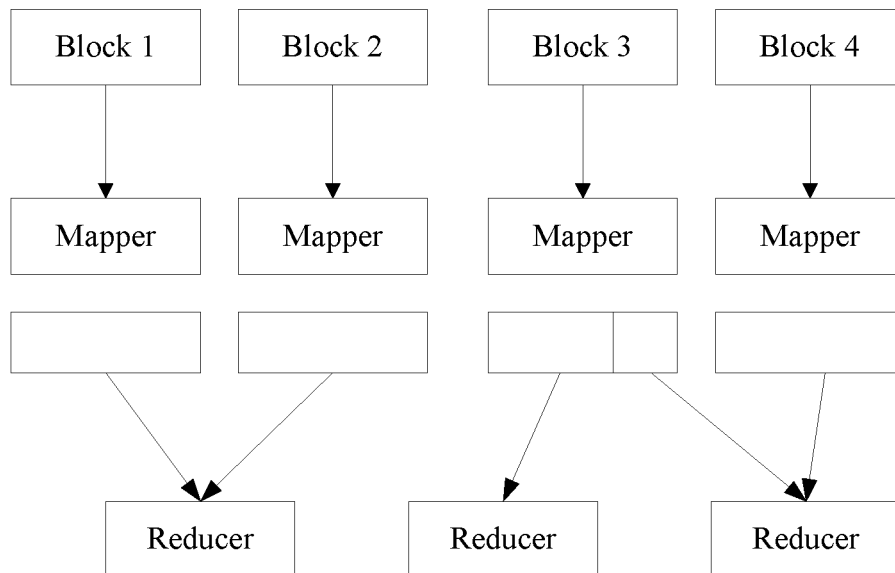 Block 1
Block 2
Block 3
Block 4
Mapper
Mapper
Mapper
Mapper
Reducer
Reducer
Reducer